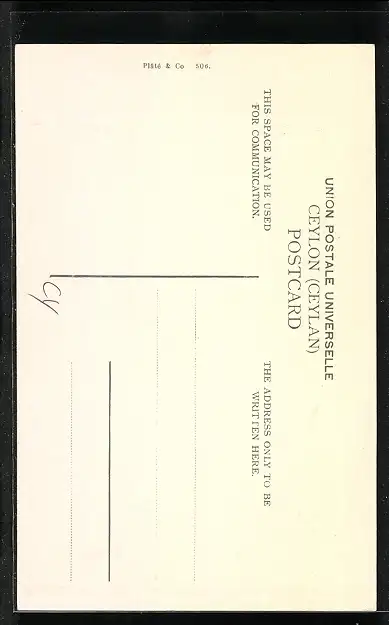 UNION POSTALE UNIVERSELLE
CEYLON (CEYLAN)
POSTCARD
THIS SPACE MAY BE USED
FOR COMMUNICATION.
THE ADDRESS ONLY TO BE
WRITTEN HERE.
Plâté & Co 506.
Cy